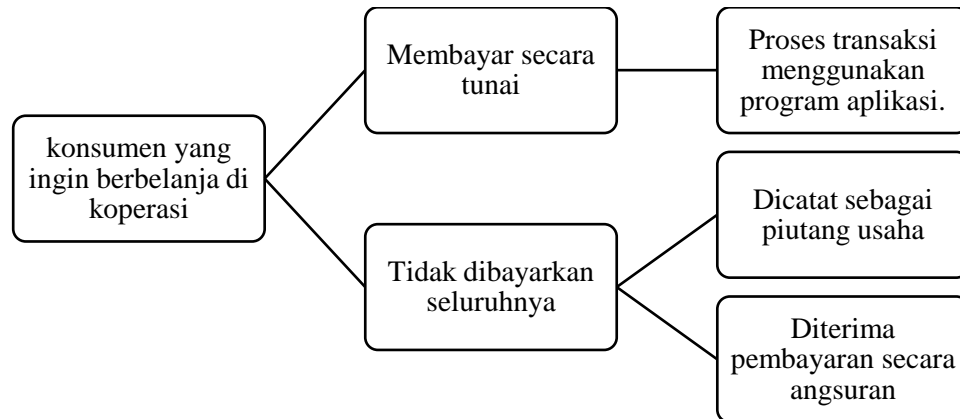 konsumen yang
ingin berbelanja di
koperasi
Membayar secara
tunai
Proses transaksi
menggunakan
program aplikasi.
Tidak dibayarkan
seluruhnya
Dicatat sebagai
piutang usaha
Diterima
pembayaran secara
angsuran